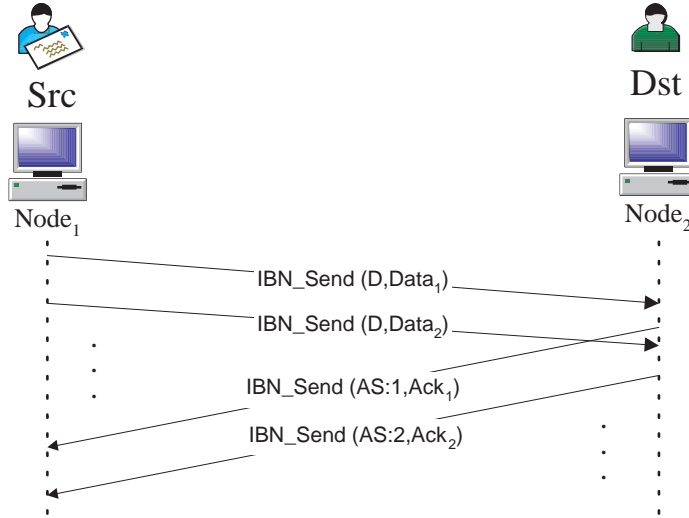 Src
Dst
Node₁
Node₂
IBN_Send (D,Data₁)
IBN_Send (D,Data₂)
IBN_Send (AS:1,Ack₁)
IBN_Send (AS:2,Ack₂)